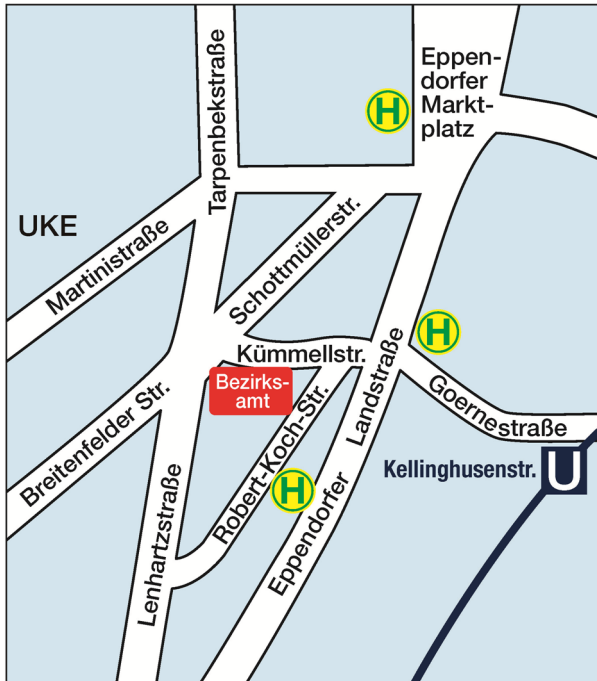 Eppen-
dorfer
Markt-
platz
H
Tarpenbekstraße
UKE
Martinistraße
Schottmüllerstr.
H
Kümmellstr.
Landstraße
Bezirks-
amt
Goernestraße
Breitenfelder Str.
Robert-Koch-Str.
Kellinghusenstr.
U
H
Eppendorfer
Lenhartzstraße